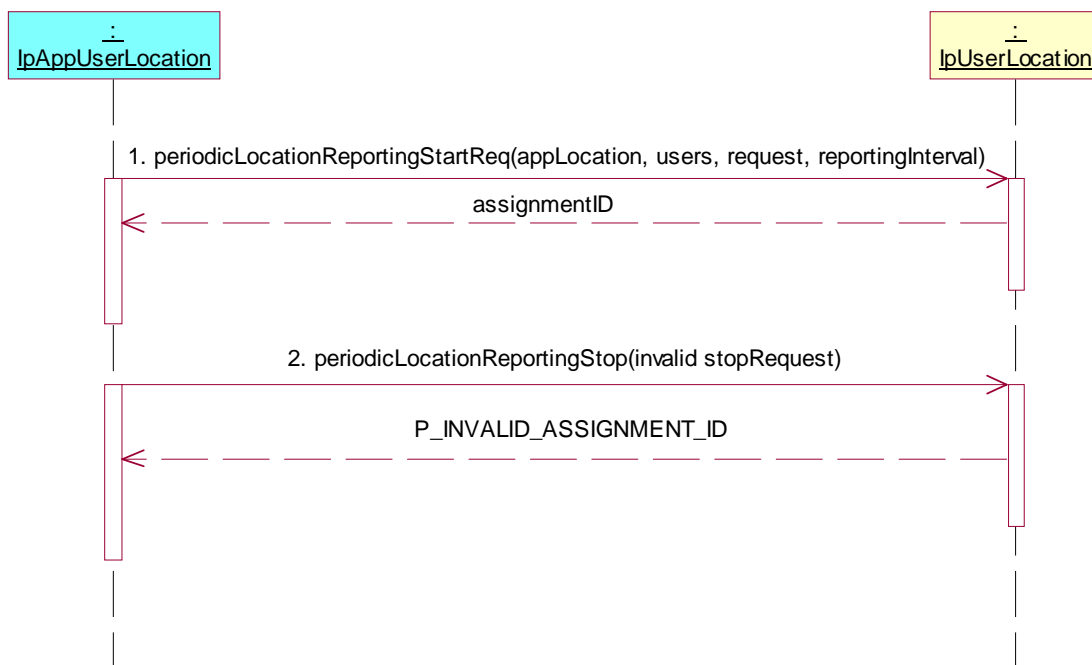 :
IpAppUserLocation
:
IpUserLocation
1. periodicLocationReportingStartReq(appLocation, users, request, reportingInterval)
assignmentID
2. periodicLocationReportingStop(invalid stopRequest)
P_INVALID_ASSIGNMENT_ID